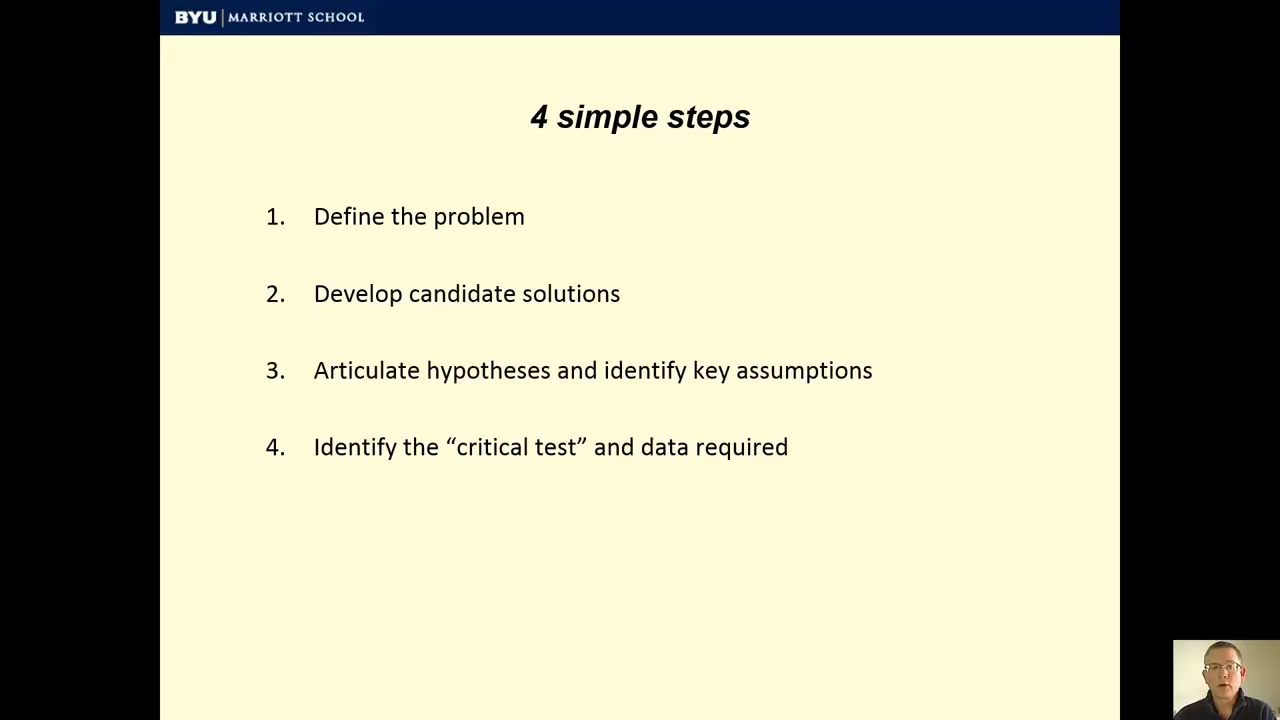 BYU | MARRIOTT SCHOOL
4 simple steps
1. Define the problem
2. Develop candidate solutions
3. Articulate hypotheses and identify key assumptions
4. Identify the “critical test” and data required